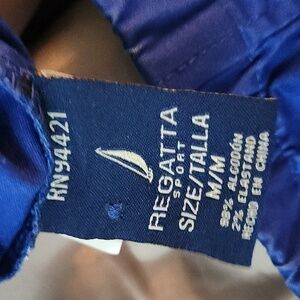 RN94421
REGATTA
SPORT
SIZE/TALLA
M/M
98% ALGODÓN
2% ELASTANO
HECHO EN CHINA